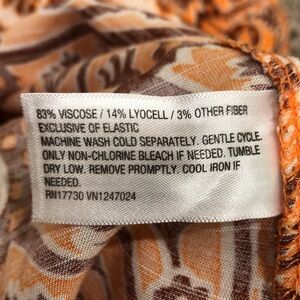 83% VISCOSE / 14% LYOCELL / 3% OTHER FIBER
EXCLUSIVE OF ELASTIC
MACHINE WASH COLD SEPARATELY. GENTLE CYCLE.
ONLY NON-CHLORINE BLEACH IF NEEDED. TUMBLE
DRY LOW. REMOVE PROMPTLY. COOL IRON IF
NEEDED.
RN17730 VN1247024